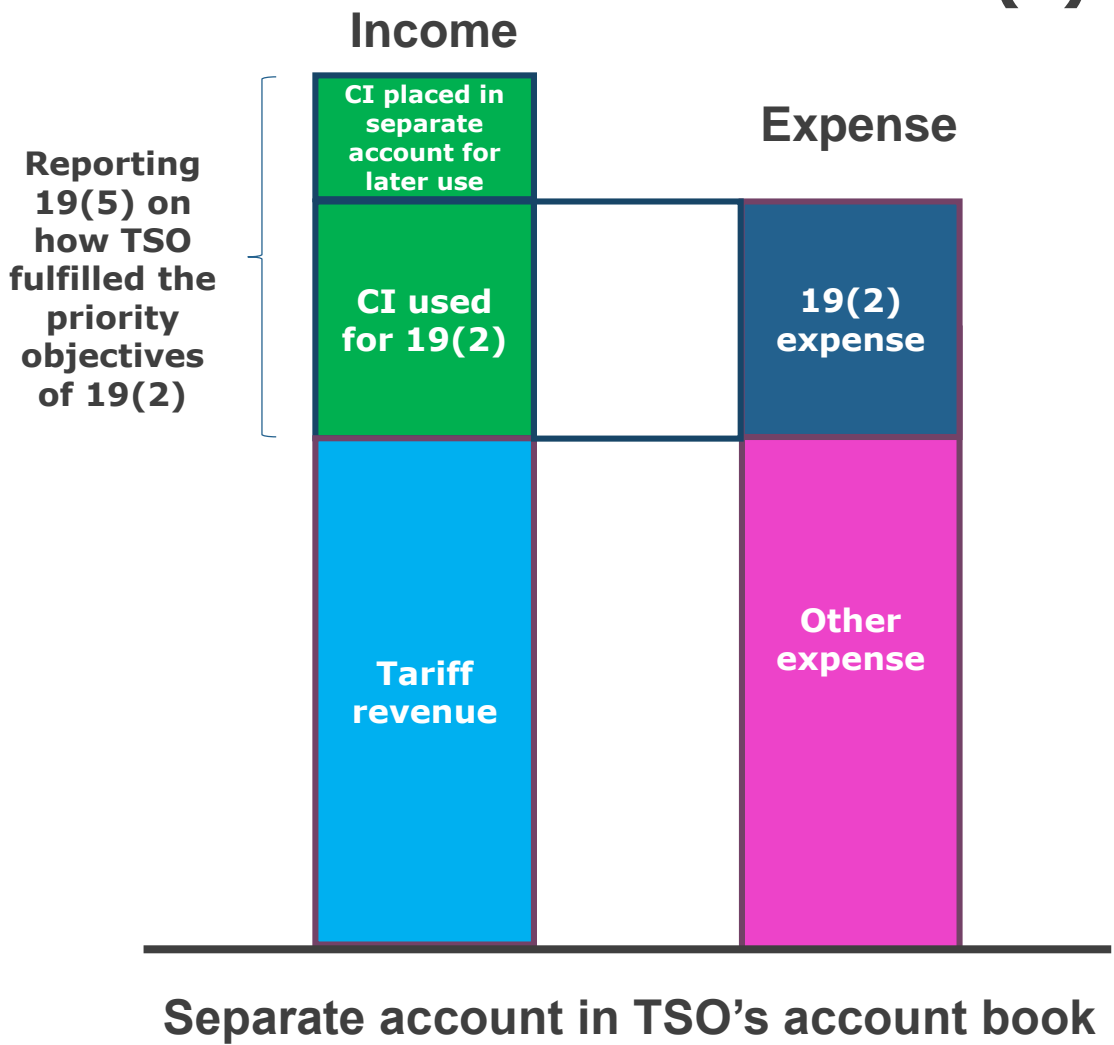 Income
CI placed in
separate
account for
later use
Expense
Reporting
19(5) on
how TSO
fulfilled the
priority
objectives
of 19(2)
CI used
for 19(2)
19(2)
expense
Tariff
revenue
Other
expense
Separate account in TSO’s account book